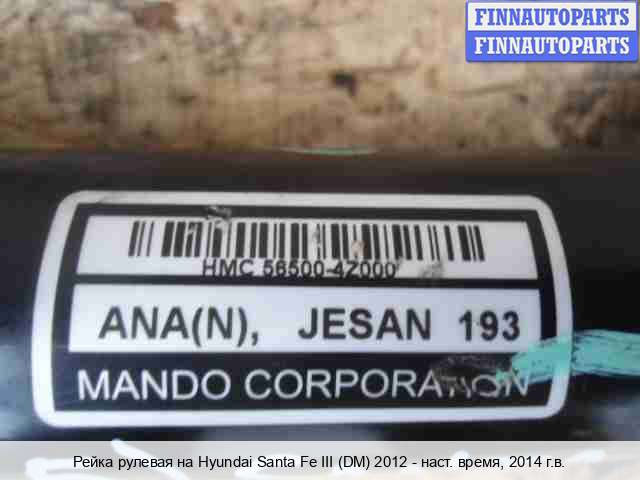 FINNAUTOPARTS
FINNAUTOPARTS
HMC 56500-4Z000
ANA(N), JESAN 193
MANDO CORPORATION
Рейка рулевая на Hyundai Santa Fe III (DM) 2012 - наст. время, 2014 г.в.